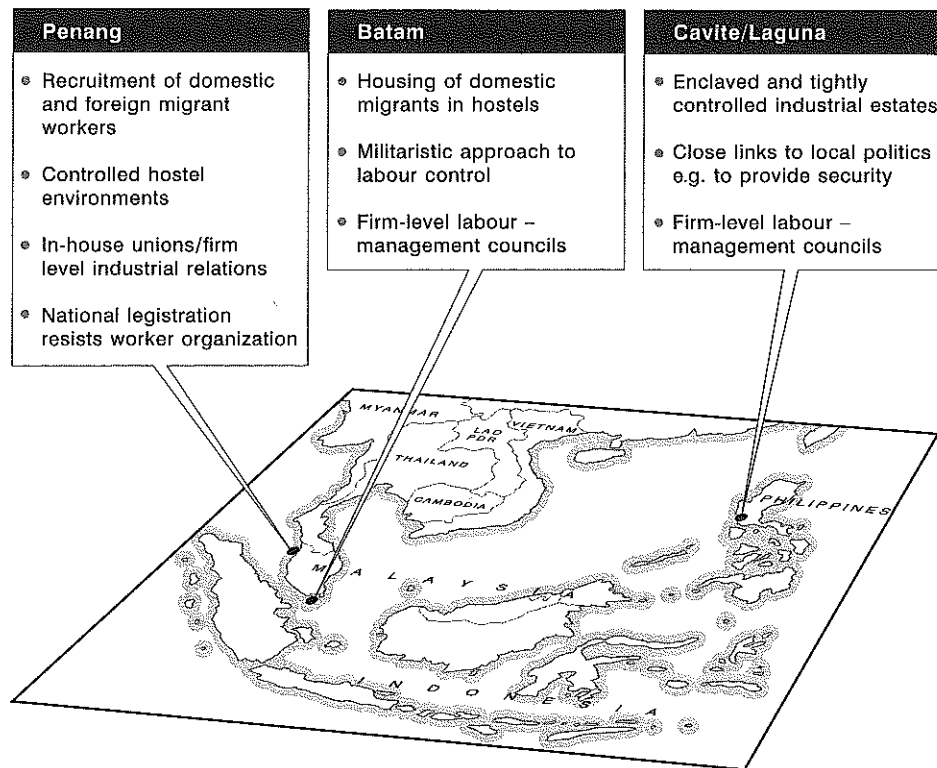 Penang
Recruitment of domestic
and foreign migrant
workers
Controlled hostel
environments
In-house unions/firm
level industrial relations
National legistration
resists worker organization
Batam
Housing of domestic
migrants in hostels
Militaristic approach to
labour control
Firm-level labour –
management councils
Cavite/Laguna
Enclaved and tightly
controlled industrial estates
Close links to local politics
e.g. to provide security
Firm-level labour –
management councils
MYANMAR
VIETNAM
LAO
PDR
THAILAND
CAMBODIA
PHILIPPINES
MALAYSIA
INDONESIA